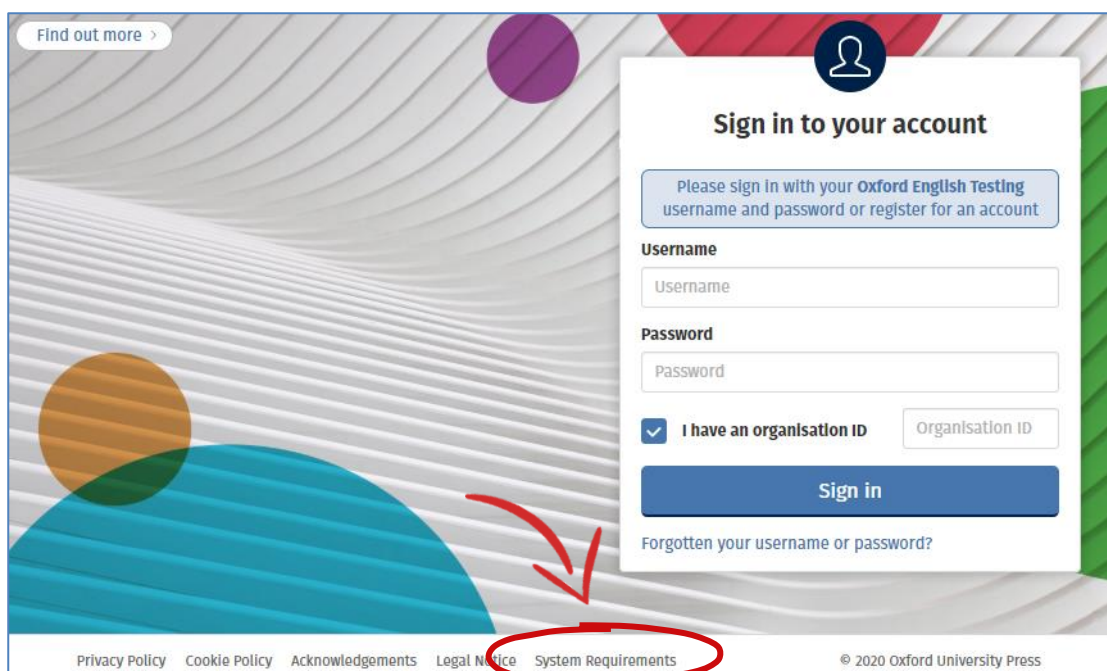 Find out more >
Sign in to your account
Please sign in with your Oxford English Testing
username and password or register for an account
Username
Username
Password
Password
I have an organisation ID
Organisation ID
Sign in
Forgotten your username or password?
Privacy Policy Cookie Policy Acknowledgements Legal Notice System Requirements © 2020 Oxford University Press